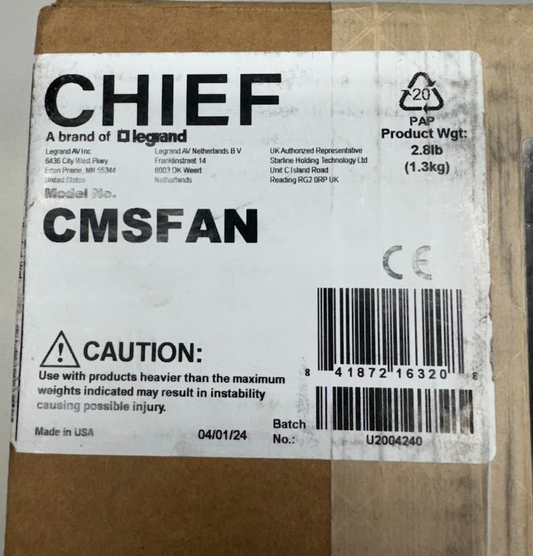 CHIEF
A brand of legrand
Legrand AV Inc
6436 City West Pkwy
Eden Prairie, MN 55344
United States
Legrand AV Netherlands B V
Franklinstraat 14
6003 DK Weert
Netherlands
UK Authorized Representative
Starline Holding Technology Ltd
Unit C Island Road
Reading RG2 0RP UK
20
PAP
Product Wgt:
2.8lb
(1.3kg)
Model No.
CMSFAN
CE
CAUTION:
Use with products heavier than the maximum
weights indicated may result in instability
causing possible injury.
8 41872 16320 8
Made in USA
04/01/24
Batch
No.:
U2004240